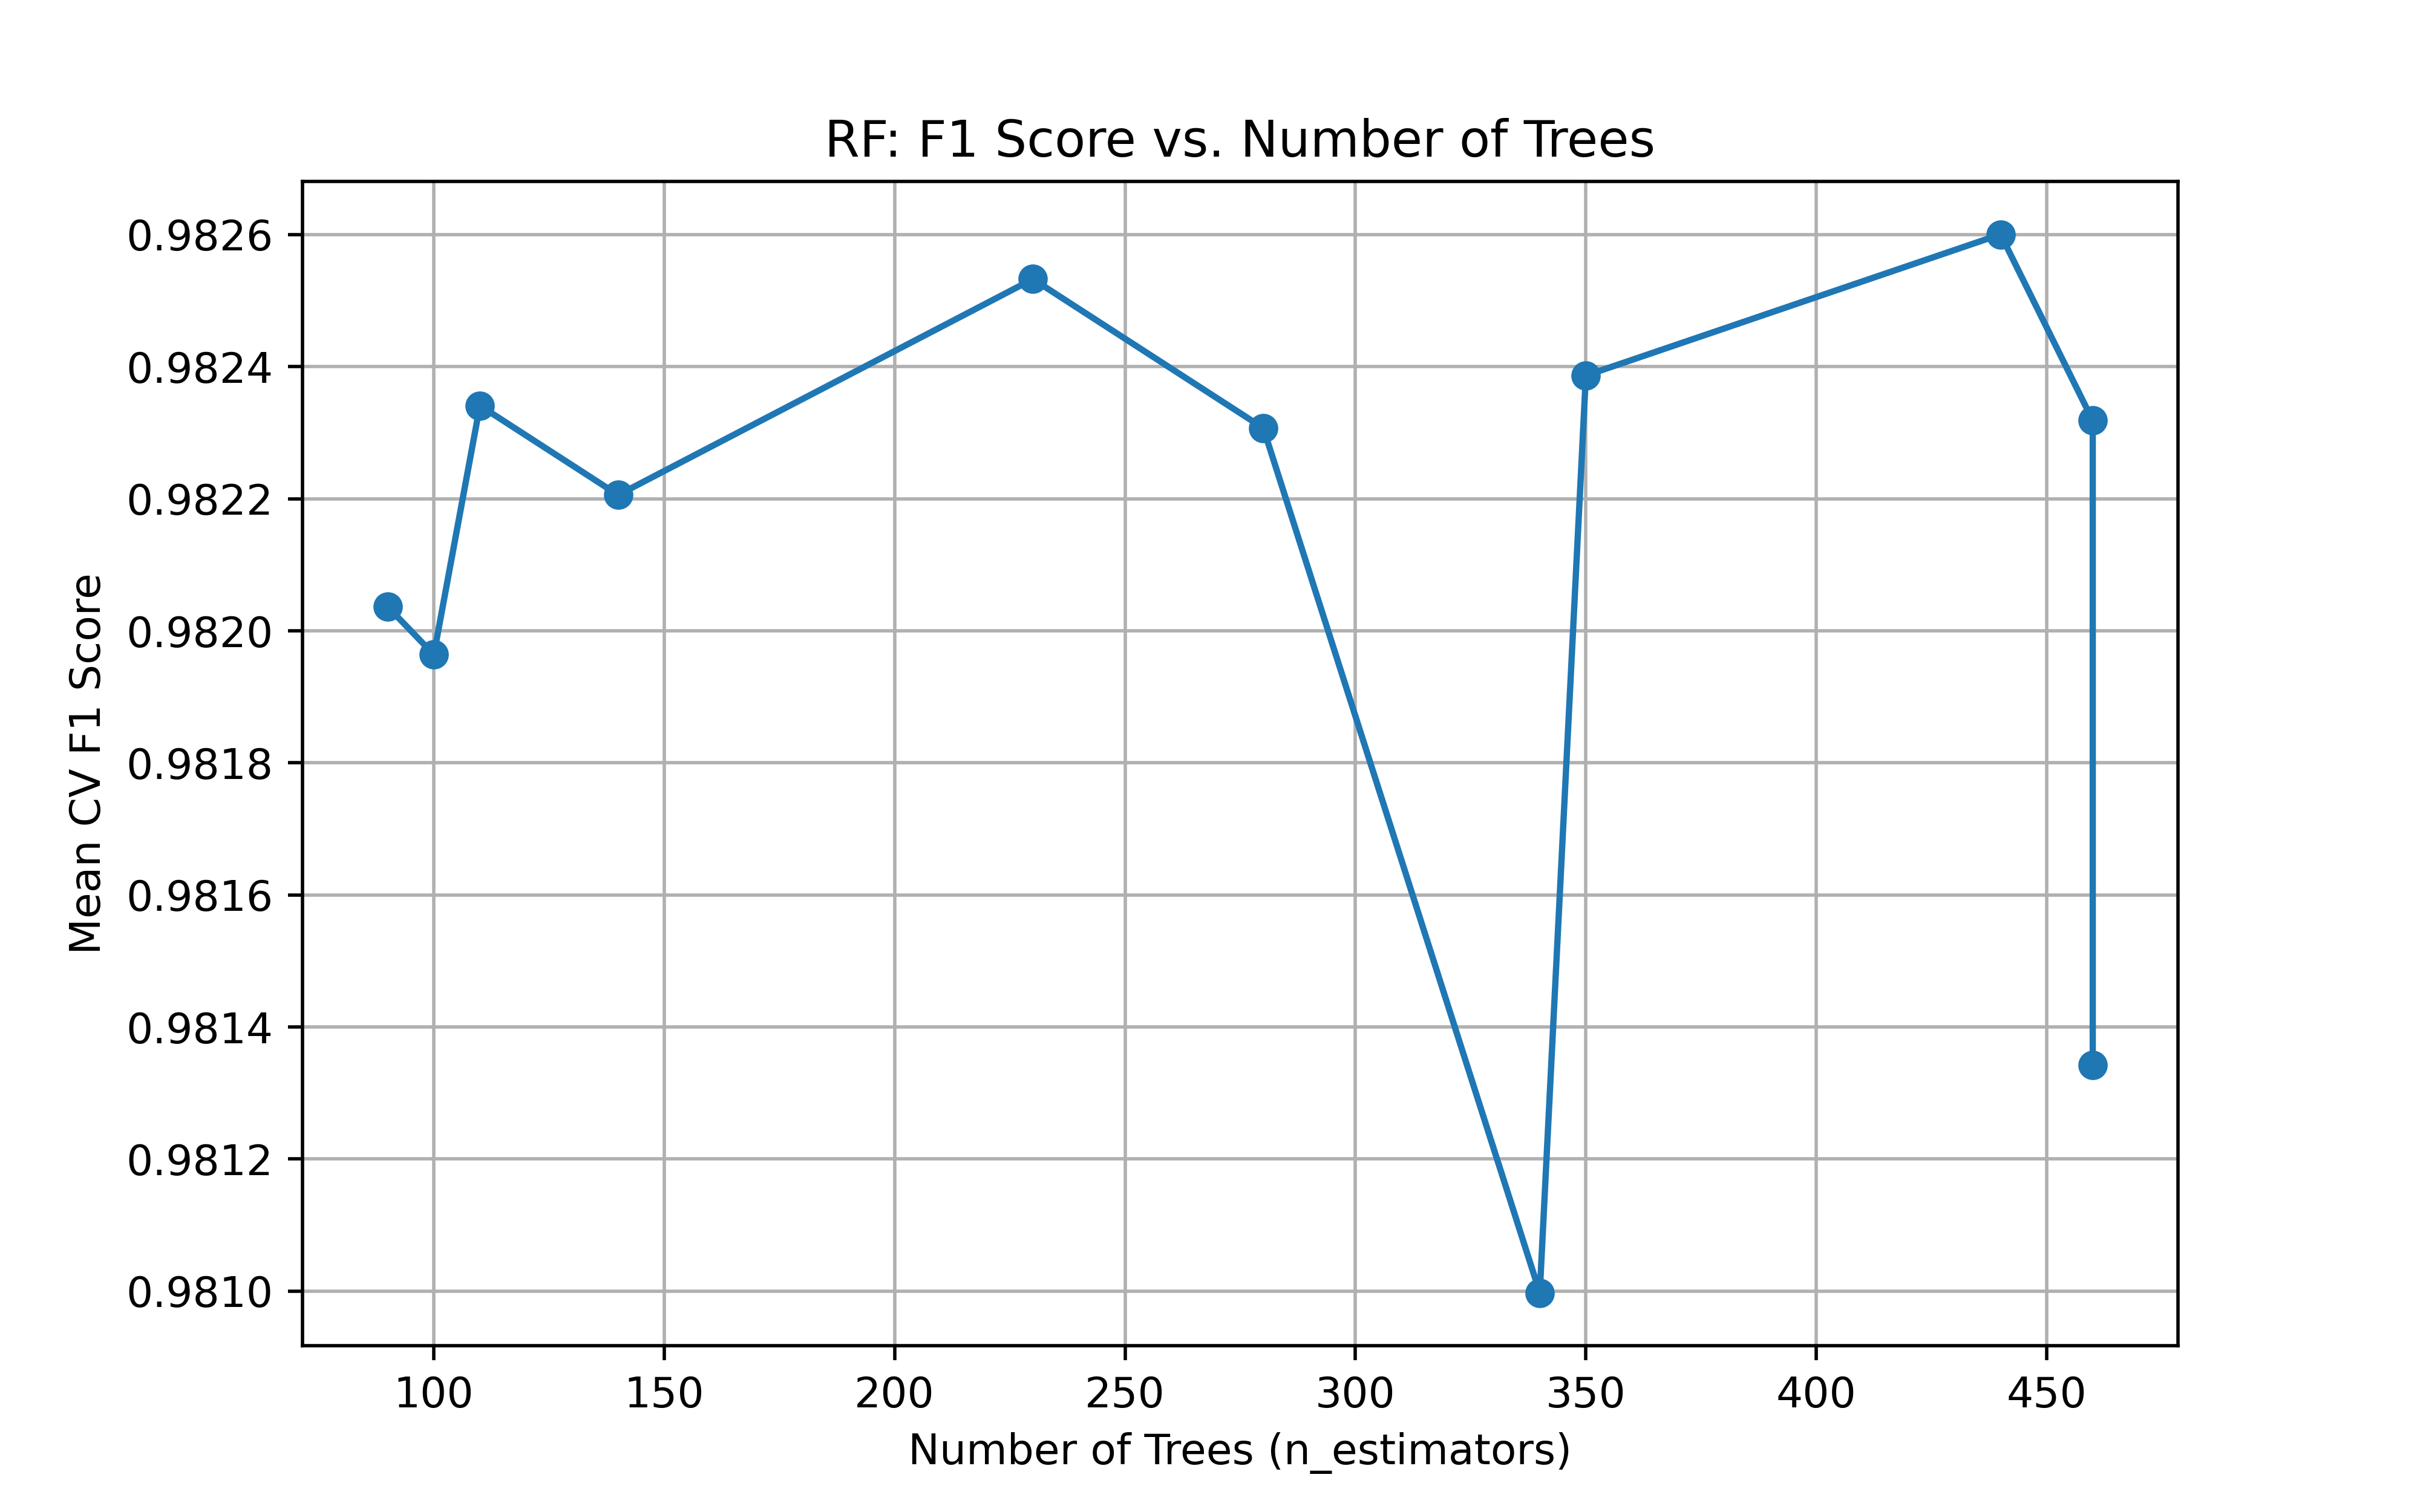 RF: F1 Score vs. Number of Trees
Mean CV F1 Score
0.9826
0.9824
0.9822
0.9820
0.9818
0.9816
0.9814
0.9812
0.9810
100 150 200 250 300 350 400 450
Number of Trees (n_estimators)